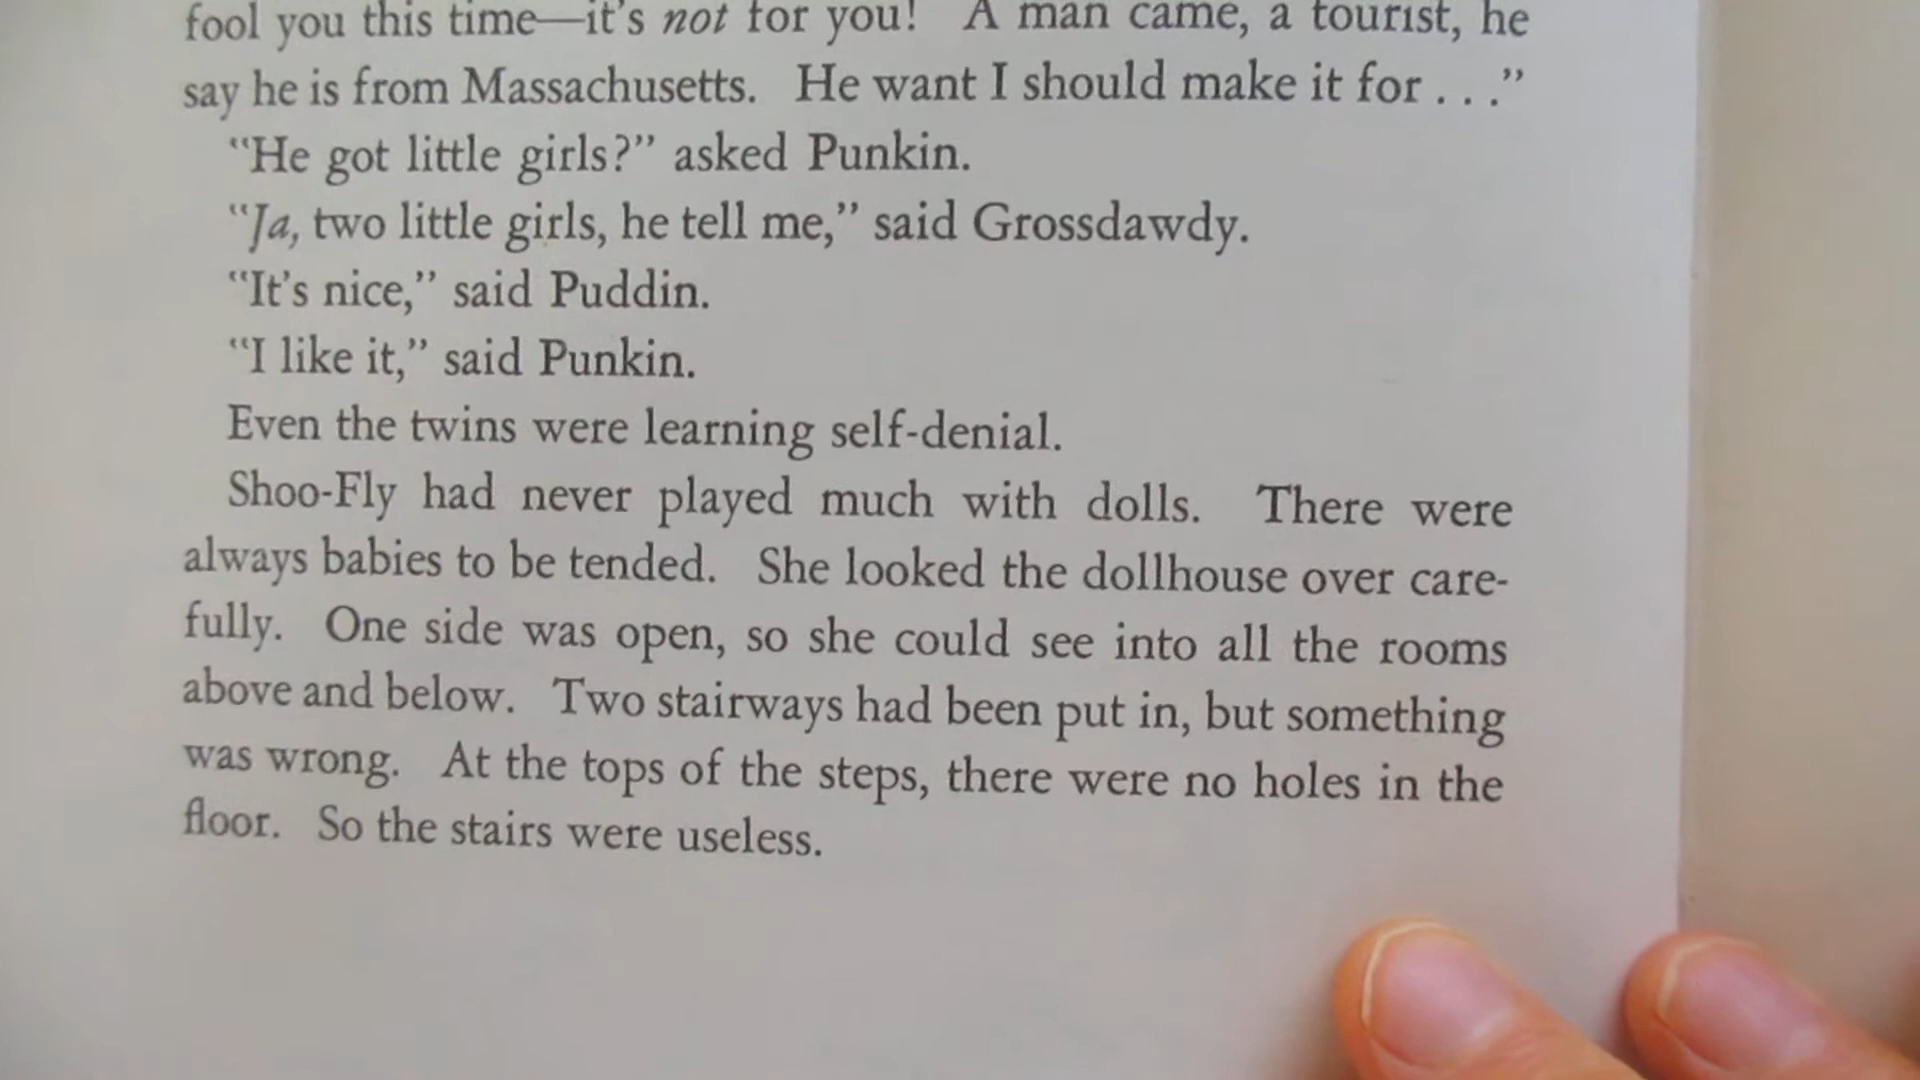 fool you this time—it's not for you! A man came, a tourist, he
say he is from Massachusetts. He want I should make it for . . ."
"He got little girls?" asked Punkin.
"Ja, two little girls, he tell me," said Grossdawdy.
"It's nice," said Puddin.
"I like it," said Punkin.
Even the twins were learning self-denial.
Shoo-Fly had never played much with dolls. There were
always babies to be tended. She looked the dollhouse over care-
fully. One side was open, so she could see into all the rooms
above and below. Two stairways had been put in, but something
was wrong. At the tops of the steps, there were no holes in the
floor. So the stairs were useless.